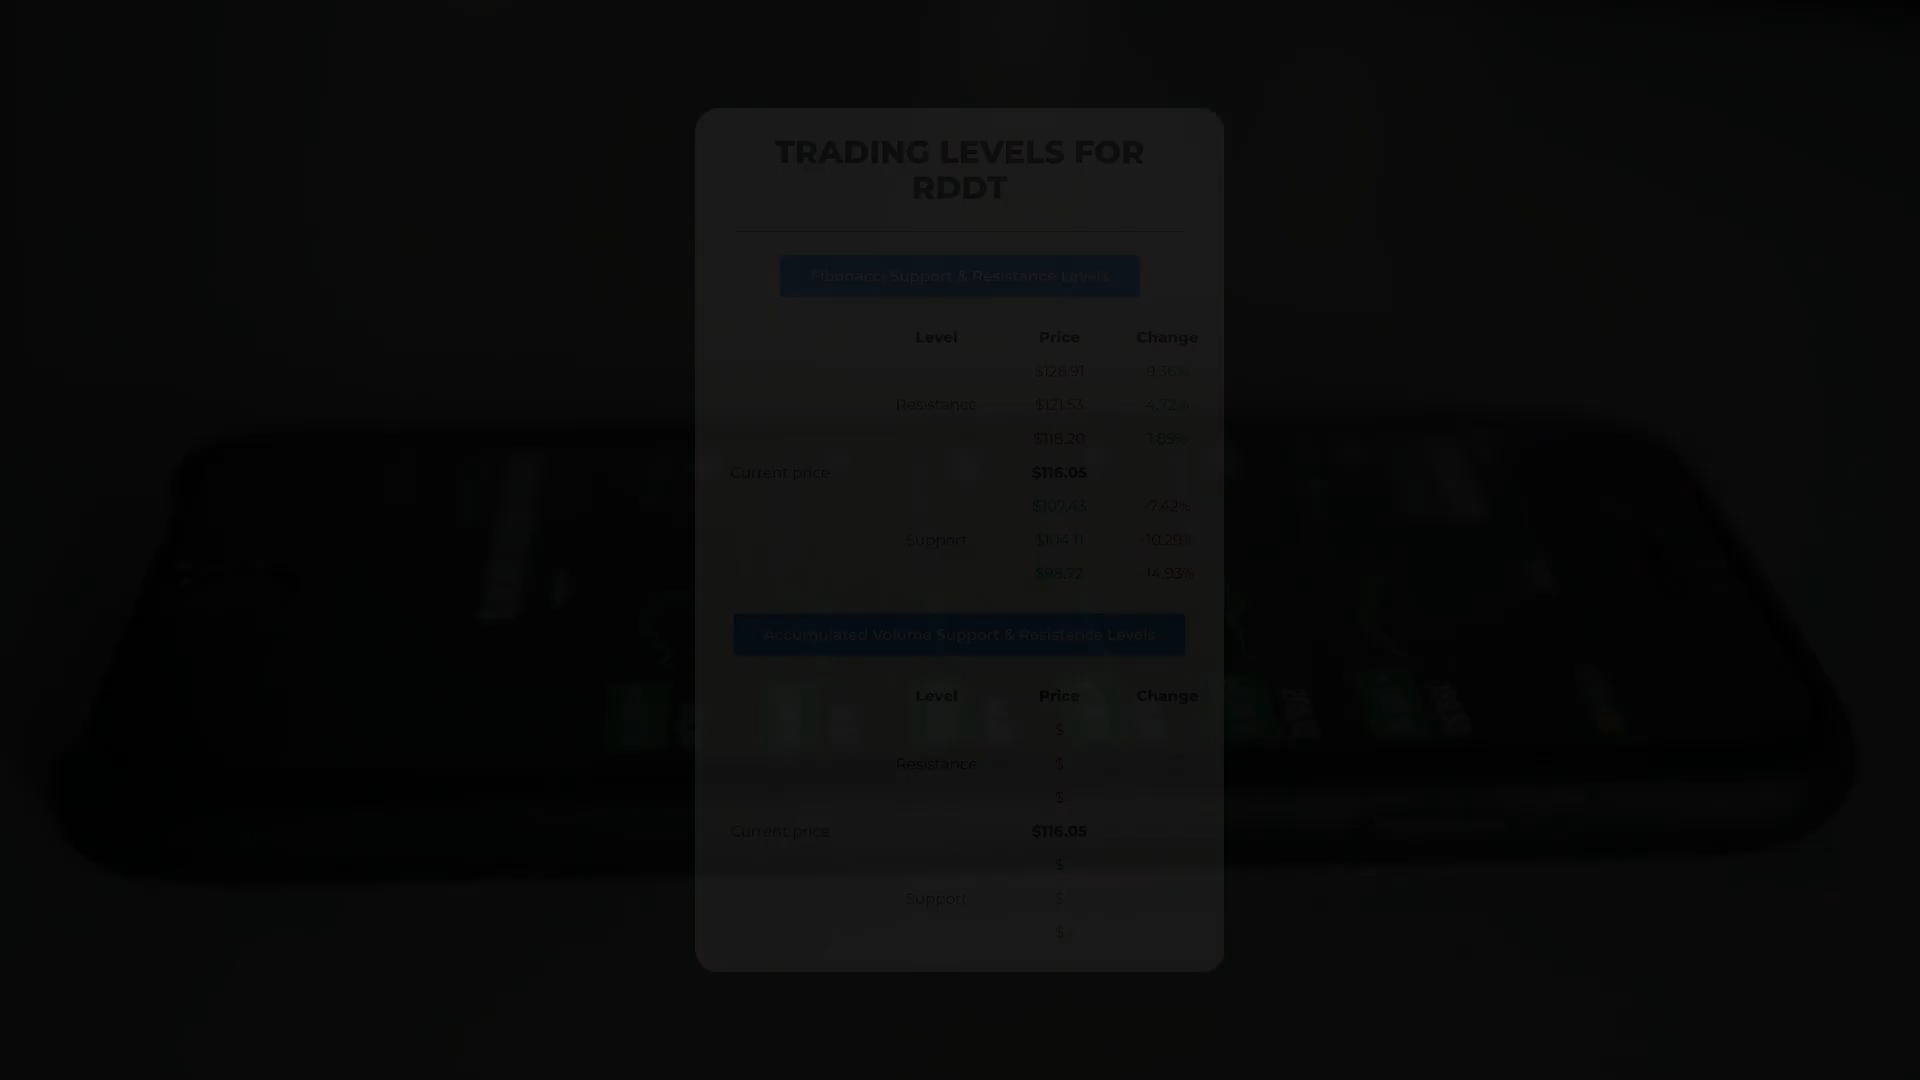 TRADING LEVELS FOR
RDDT
Fibonacci Support & Resistance Levels
Level Price Change
$126.91 9.36%
Resistance $121.53 4.72%
$118.20 1.85%
Current price $116.05
$107.43 -7.42%
Support $104.11 -10.29%
$98.72 -14.93%
Accumulated Volume Support & Resistance Levels
Level Price Change
$
Resistance $
$
Current price $116.05
$
Support $
$